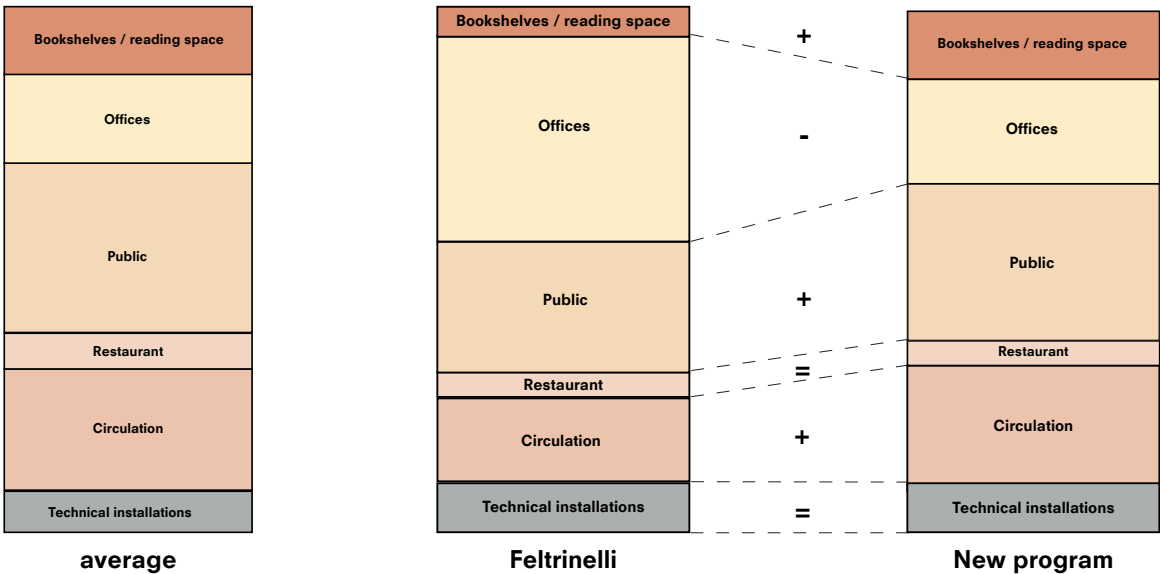 Bookshelves / reading space
Offices
Public
Restaurant
Circulation
Technical installations
average
Bookshelves / reading space
Offices
Public
Restaurant
Circulation
Technical installations
Feltrinelli
+
-
+
=
+
=
Bookshelves / reading space
Offices
Public
Restaurant
Circulation
Technical installations
New program